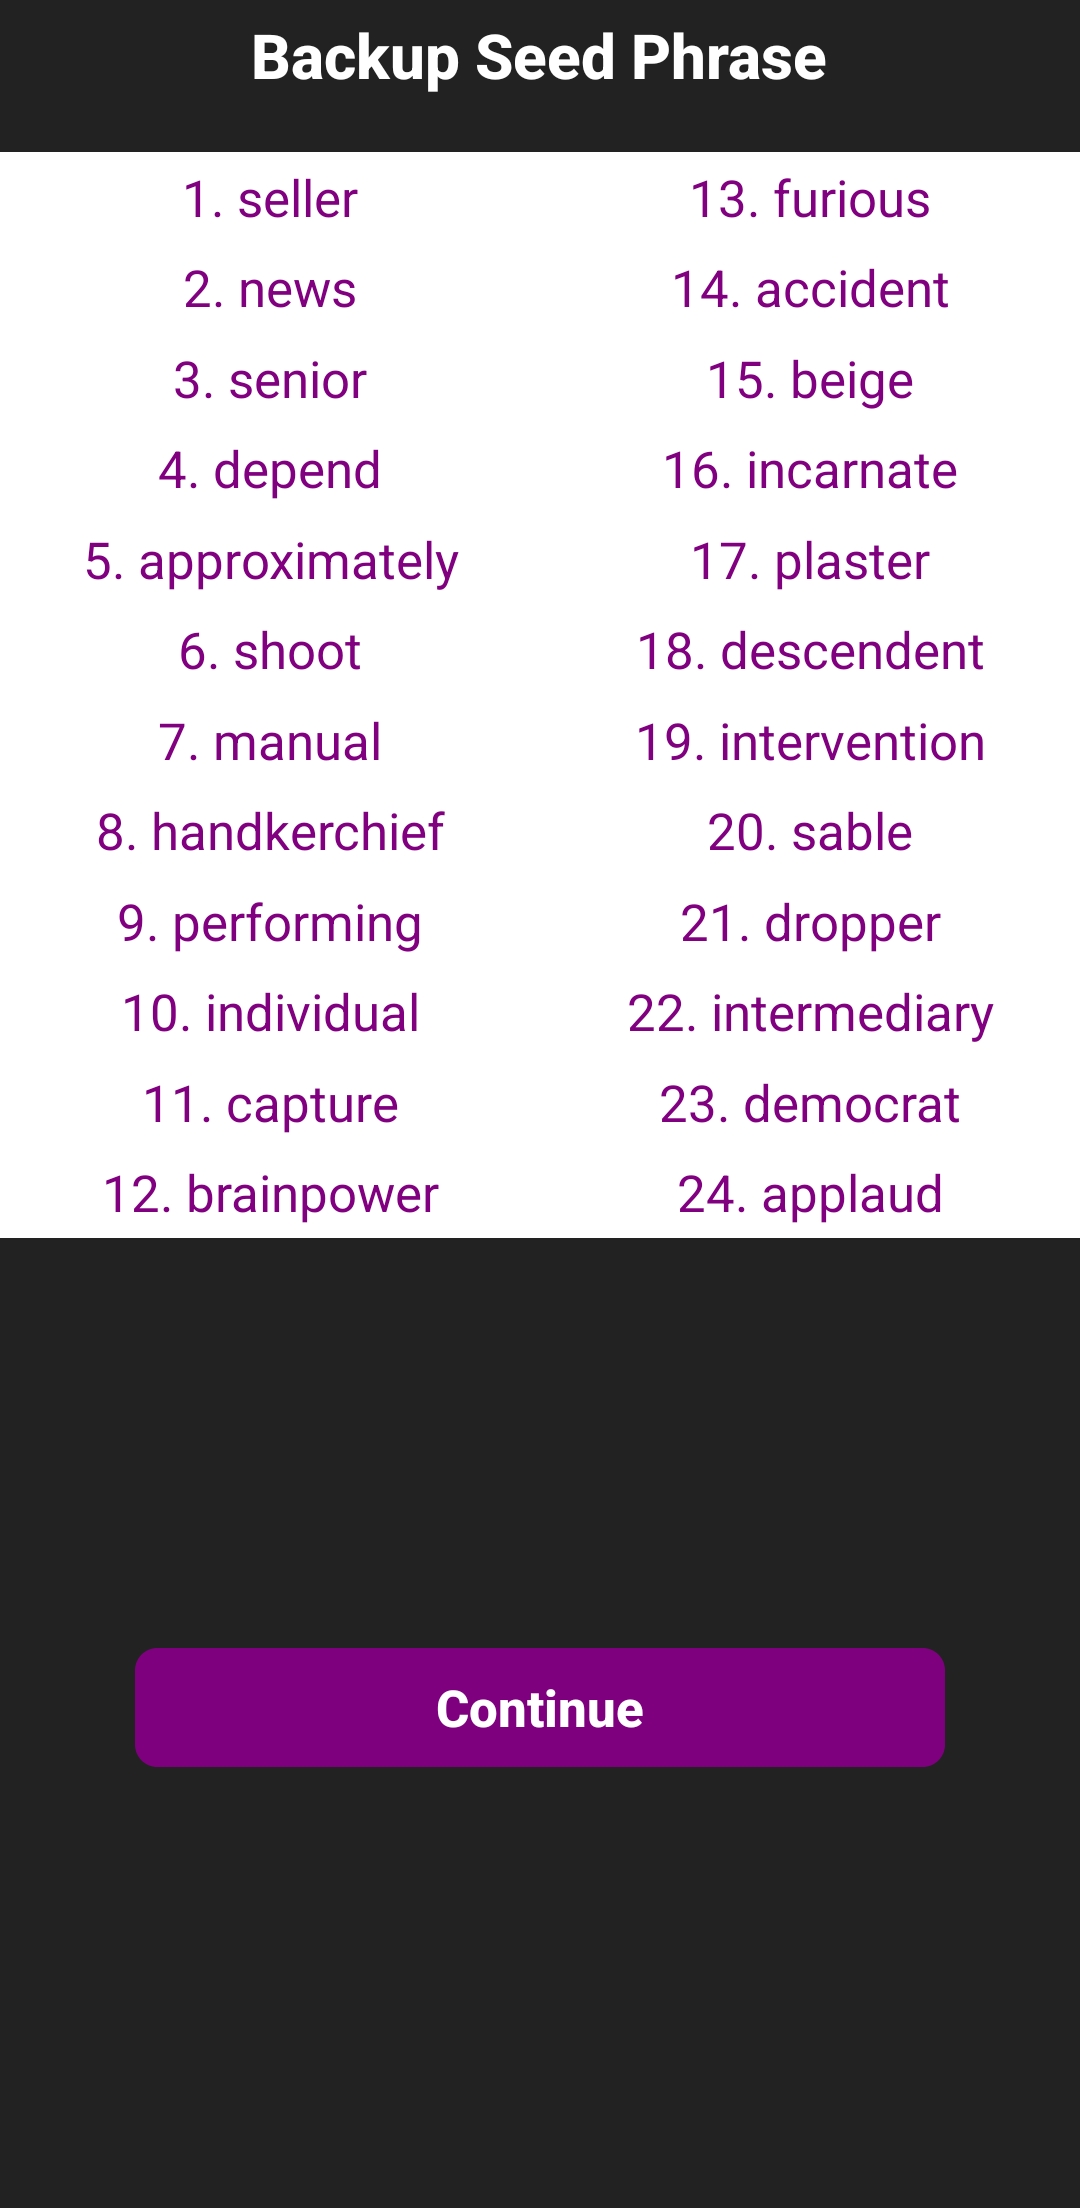 Backup Seed Phrase
1. seller
2. news
3. senior
4. depend
5. approximately
6. shoot
7. manual
8. handkerchief
9. performing
10. individual
11. capture
12. brainpower
13. furious
14. accident
15. beige
16. incarnate
17. plaster
18. descendent
19. intervention
20. sable
21. dropper
22. intermediary
23. democrat
24. applaud
Continue